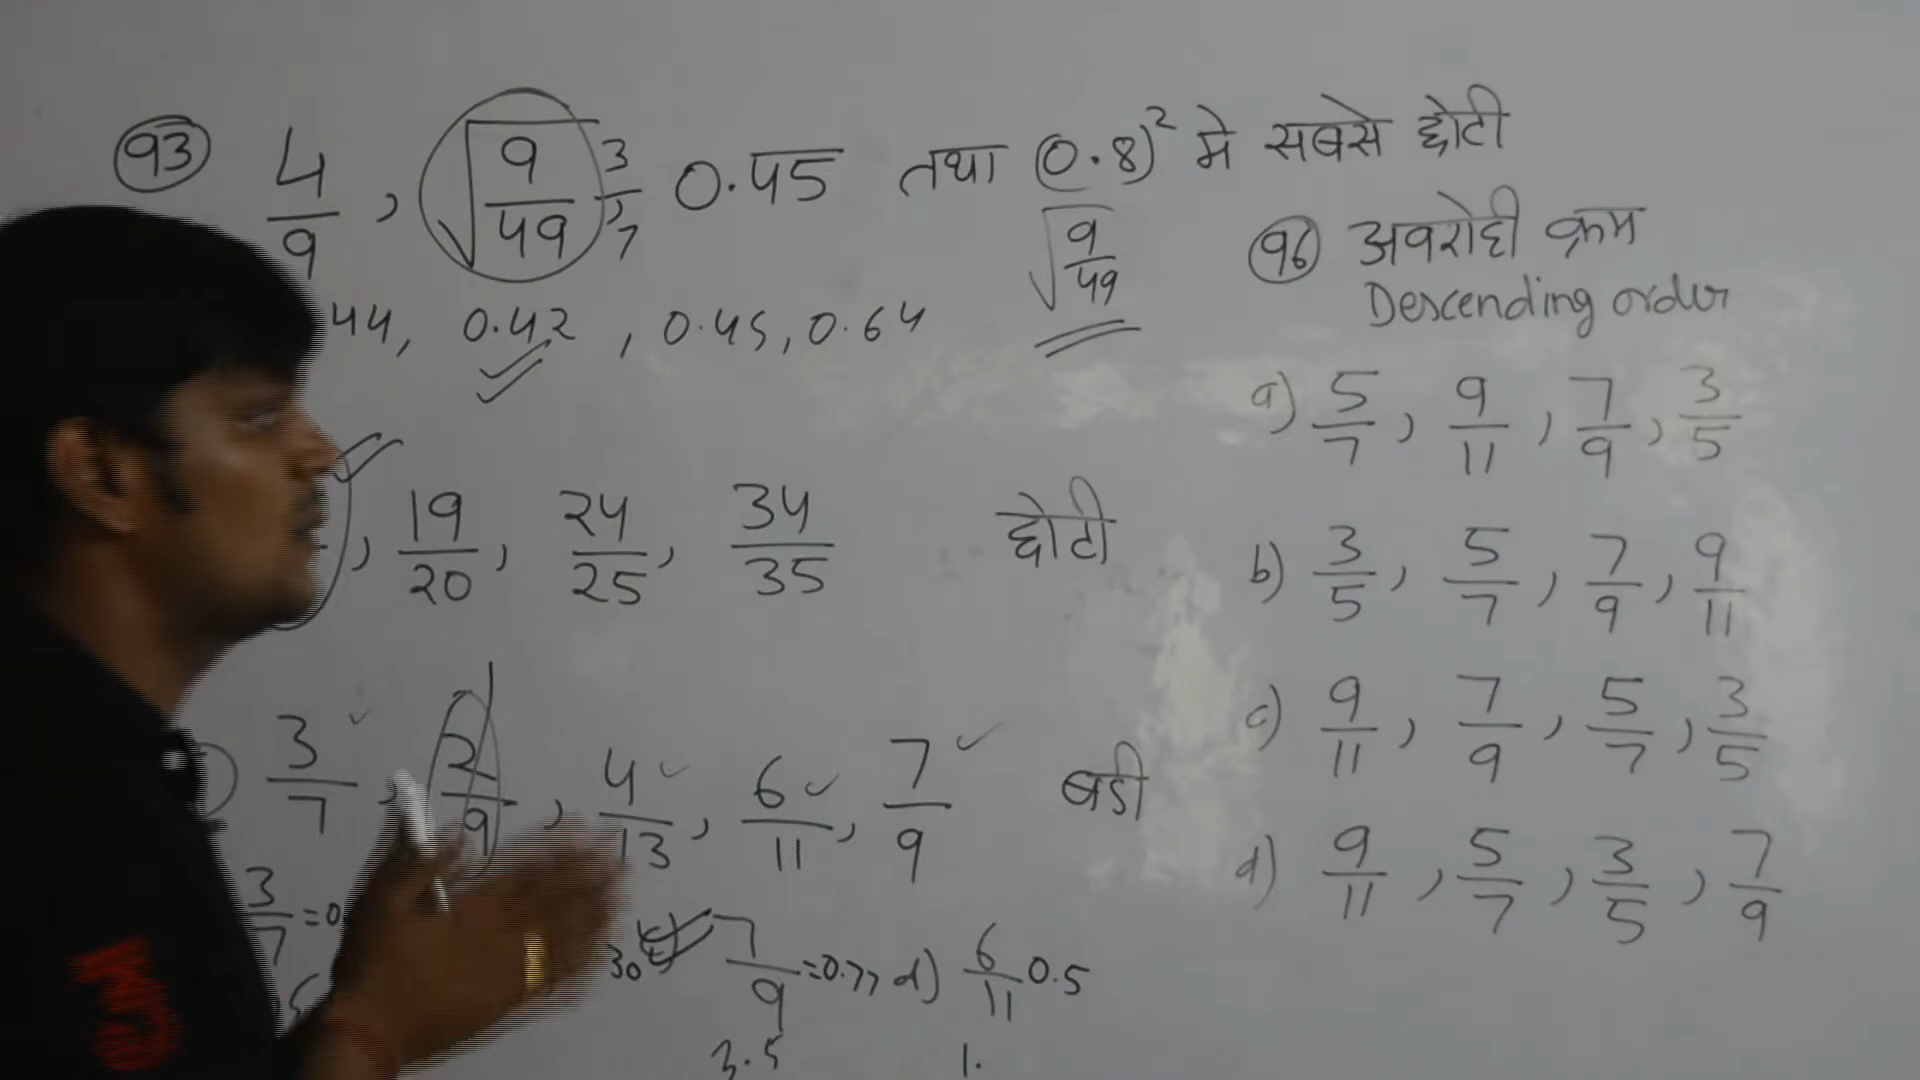 93 4/9 , √(9/49) 3/7 , 0.45 तथा (0.8)² मे सबसे छोटी
44, 0.42 , 0.45, 0.64
√(9/49)
, 19/20 , 24/25 , 34/35 छोटी
3/7 , 2/9 , 4/13 , 6/11 , 7/9 बडी
3/7 =0
30
7/9 =0.77 d) 6/11 0.5
3.5 1.
96 अवरोही क्रम
Descending order
a) 5/7 , 9/11 , 7/9 , 3/5
b) 3/5 , 5/7 , 7/9 , 9/11
c) 9/11 , 7/9 , 5/7 , 3/5
d) 9/11 , 5/7 , 3/5 , 7/9